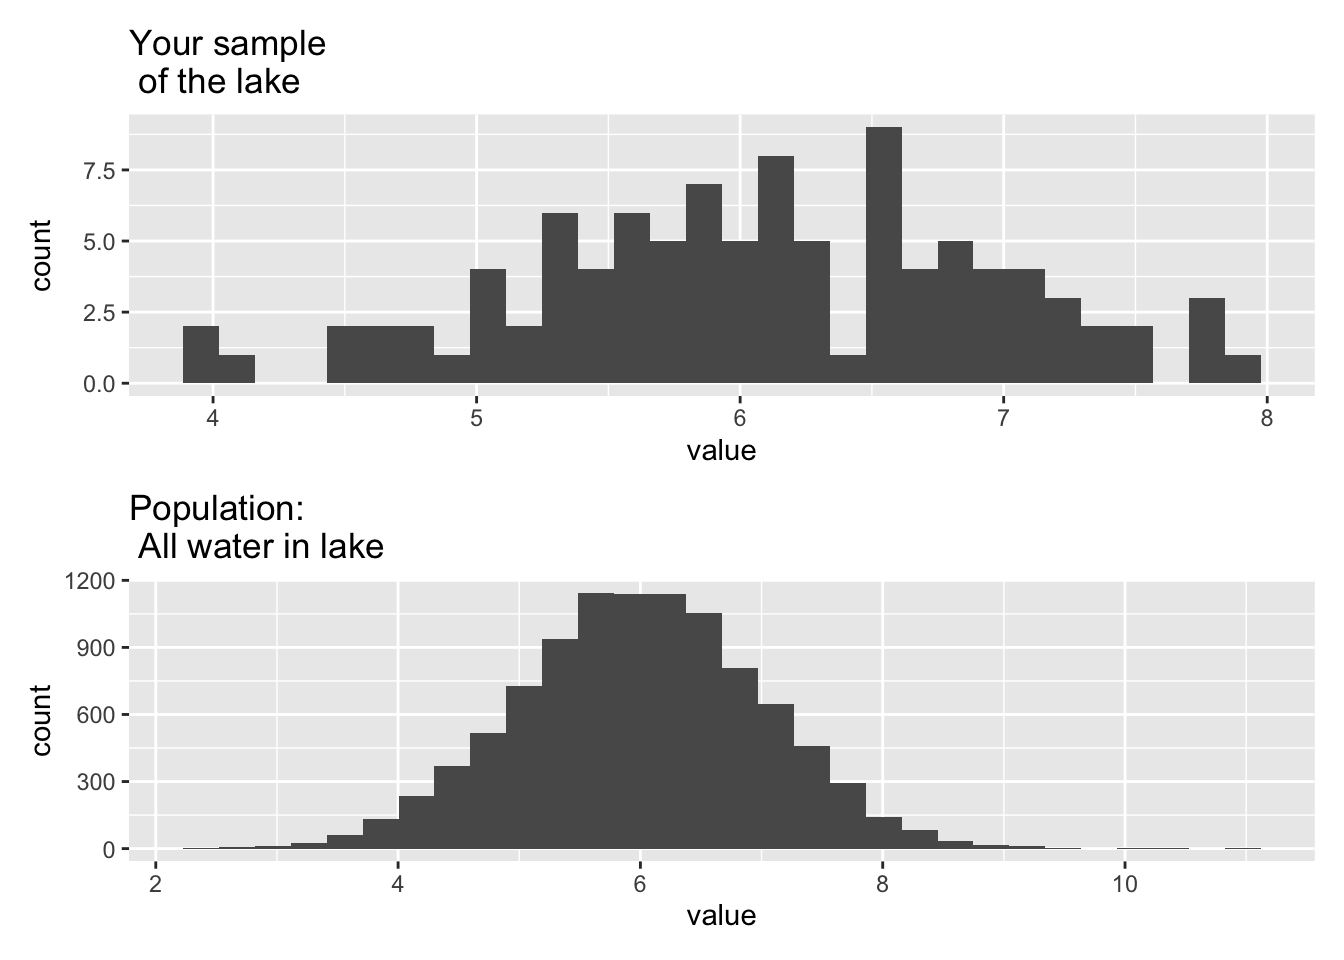 Your sample
of the lake
7.5
5.0
2.5
0.0
count
4 5 6 7 8
value
Population:
All water in lake
1200
900
600
300
0
count
2 4 6 8 10
value